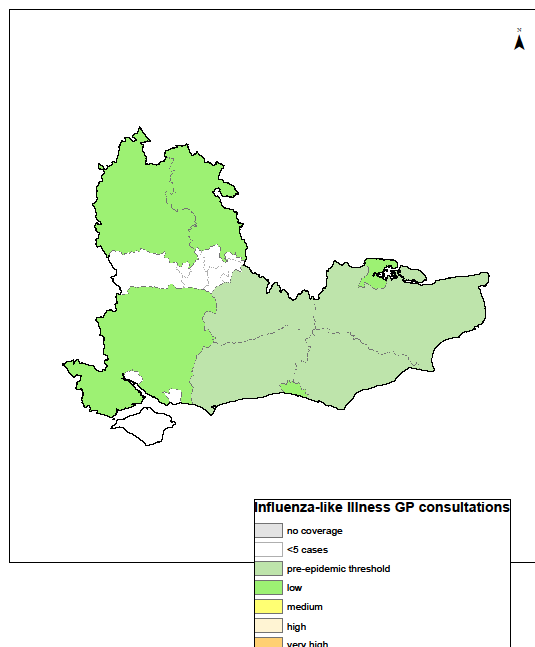 N
Influenza-like Illness GP consultations
no coverage
<5 cases
pre-epidemic threshold
low
medium
high
very high